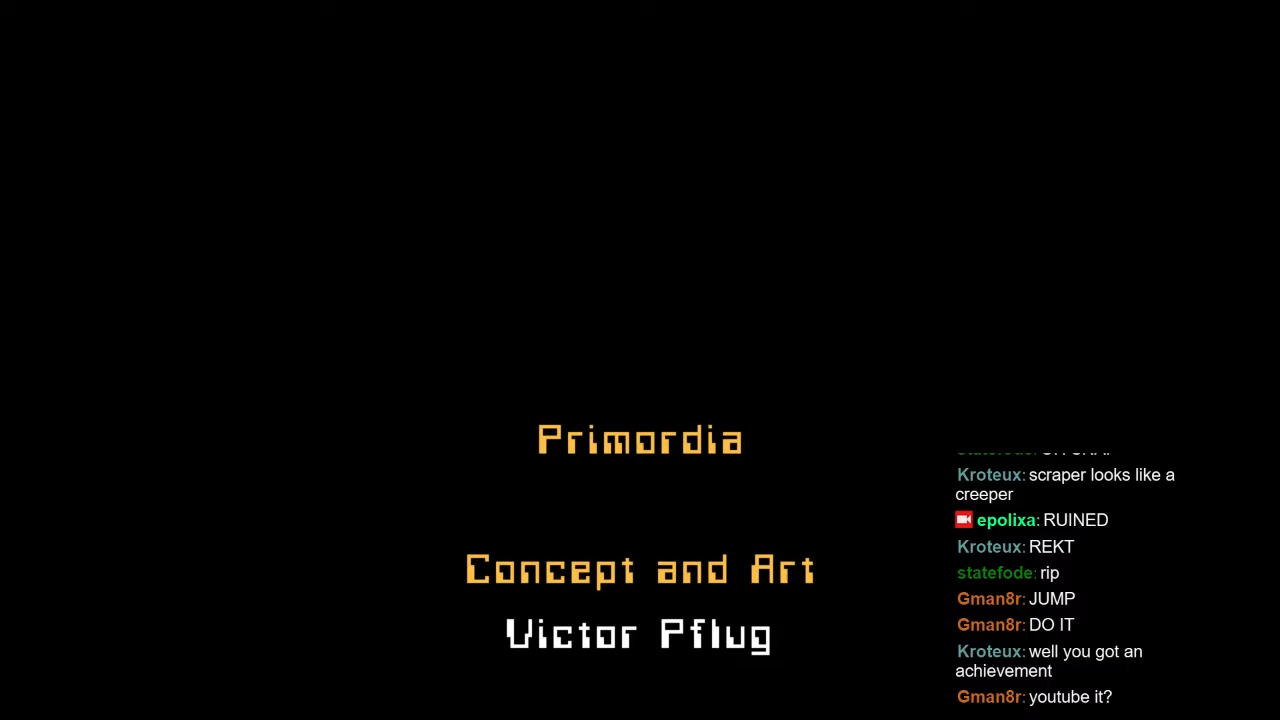 Primordia
Concept and Art
Victor Pflug
Kroteux: scraper looks like a
creeper
epolixa: RUINED
Kroteux: REKT
statefode: rip
Gman8r: JUMP
Gman8r: DO IT
Kroteux: well you got an
achievement
Gman8r: youtube it?